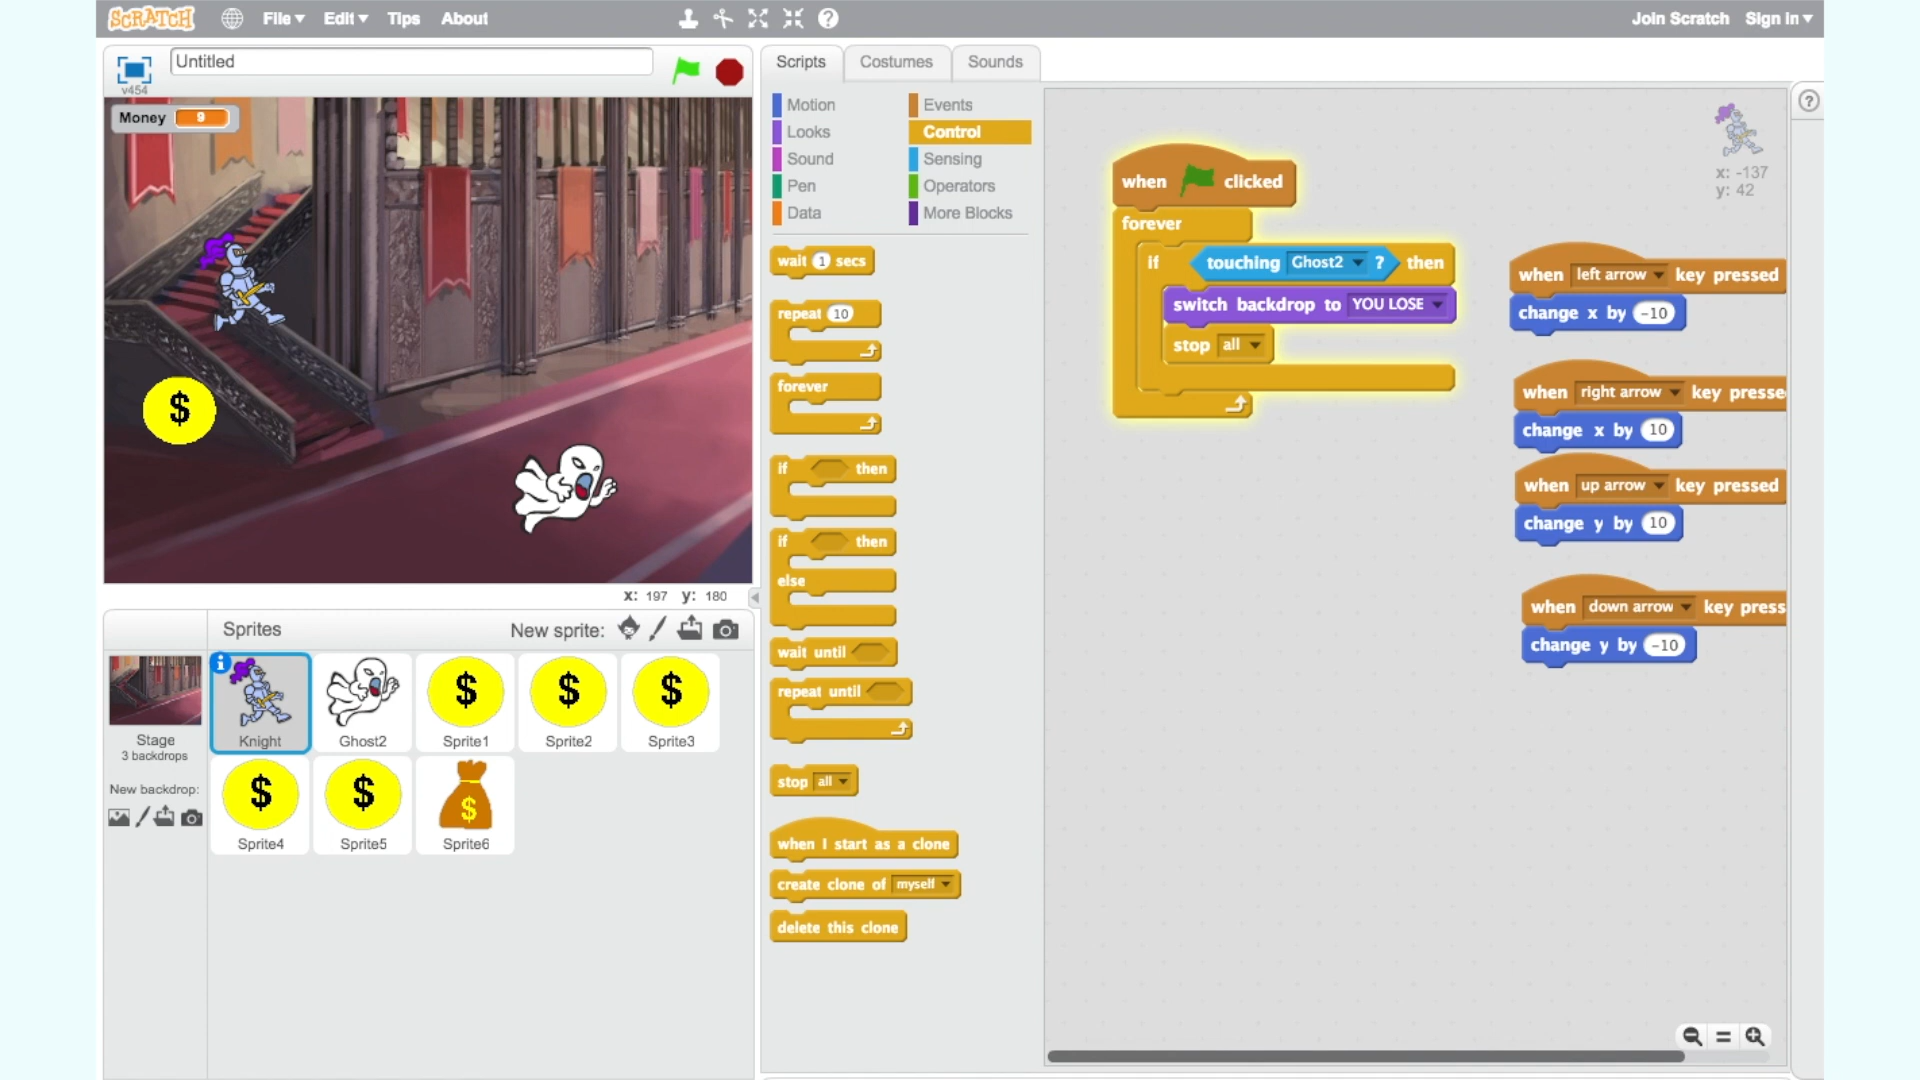 SCRATCH File Edit Tips About Join Scratch Sign in
Untitled
v454
Money 9
$
x: 197 y: 180
Sprites New sprite:
Stage
3 backdrops
New backdrop:
Knight
Ghost2
$
Sprite1
$
Sprite2
$
Sprite3
$
Sprite4
$
Sprite5
$
Sprite6
Scripts Costumes Sounds
Motion Events
Looks Control
Sound Sensing
Pen Operators
Data More Blocks
wait 1 secs
repeat 10
forever
if then
if then
else
wait until
repeat until
stop all
when I start as a clone
create clone of myself
delete this clone
when clicked
forever
if touching Ghost2 ? then
switch backdrop to YOU LOSE
stop all
x: -137
y: 42
when left arrow key pressed
change x by -10
when right arrow key presse
change x by 10
when up arrow key pressed
change y by 10
when down arrow key press
change y by -10